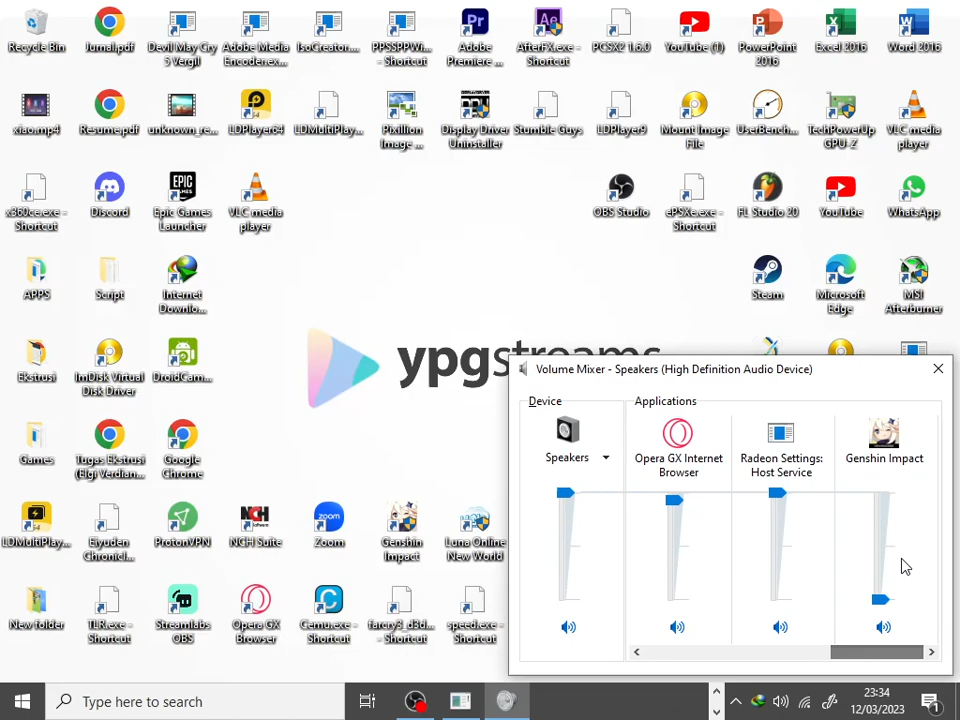 Recycle Bin
Jurnal.pdf
Devil May Cry
5 Vergil
Adobe Media
Encoder.ex...
IsoCreator....
PPSSPPWi...
- Shortcut
Adobe
Premiere ...
AfterFX.exe -
Shortcut
PCSX2 1.6.0
YouTube (1)
PowerPoint
2016
Excel 2016
Word 2016
xiao.mp4
Resume.pdf
unknown_re...
LDPlayer64
LDMultiPlay...
Pixillion
Image ...
Display Driver
Uninstaller
Stumble Guys
LDPlayer9
Mount Image
File
UserBench...
TechPowerUp
GPU-Z
VLC media
player
x360ce.exe -
Shortcut
Discord
Epic Games
Launcher
VLC media
player
OBS Studio
ePSXe.exe -
Shortcut
FL Studio 20
YouTube
WhatsApp
APPS
Script
Internet
Downlo...
Steam
Microsoft
Edge
MSI
Afterburner
Ekstrusi
ImDisk Virtual
Disk Driver
DroidCam...
ypgstreams
Volume Mixer - Speakers (High Definition Audio Device)
Device
Applications
Speakers
Opera GX Internet
Browser
Radeon Settings:
Host Service
Genshin Impact
Games
Tugas Ekstrusi
(Elgi Verdian...
Google
Chrome
LDMultiPlay...
Eiyuden
Chronicl...
ProtonVPN
NCH
NCH Suite
zoom
Zoom
Genshin
Impact
Luna Online
New World
New folder
TLR.exe -
Shortcut
Streamlabs
OBS
Opera GX
Browser
Cemu.exe -
Shortcut
farcry3_d3d...
- Shortcut
speed.exe -
Shortcut
Type here to search
23:34
12/03/2023
1